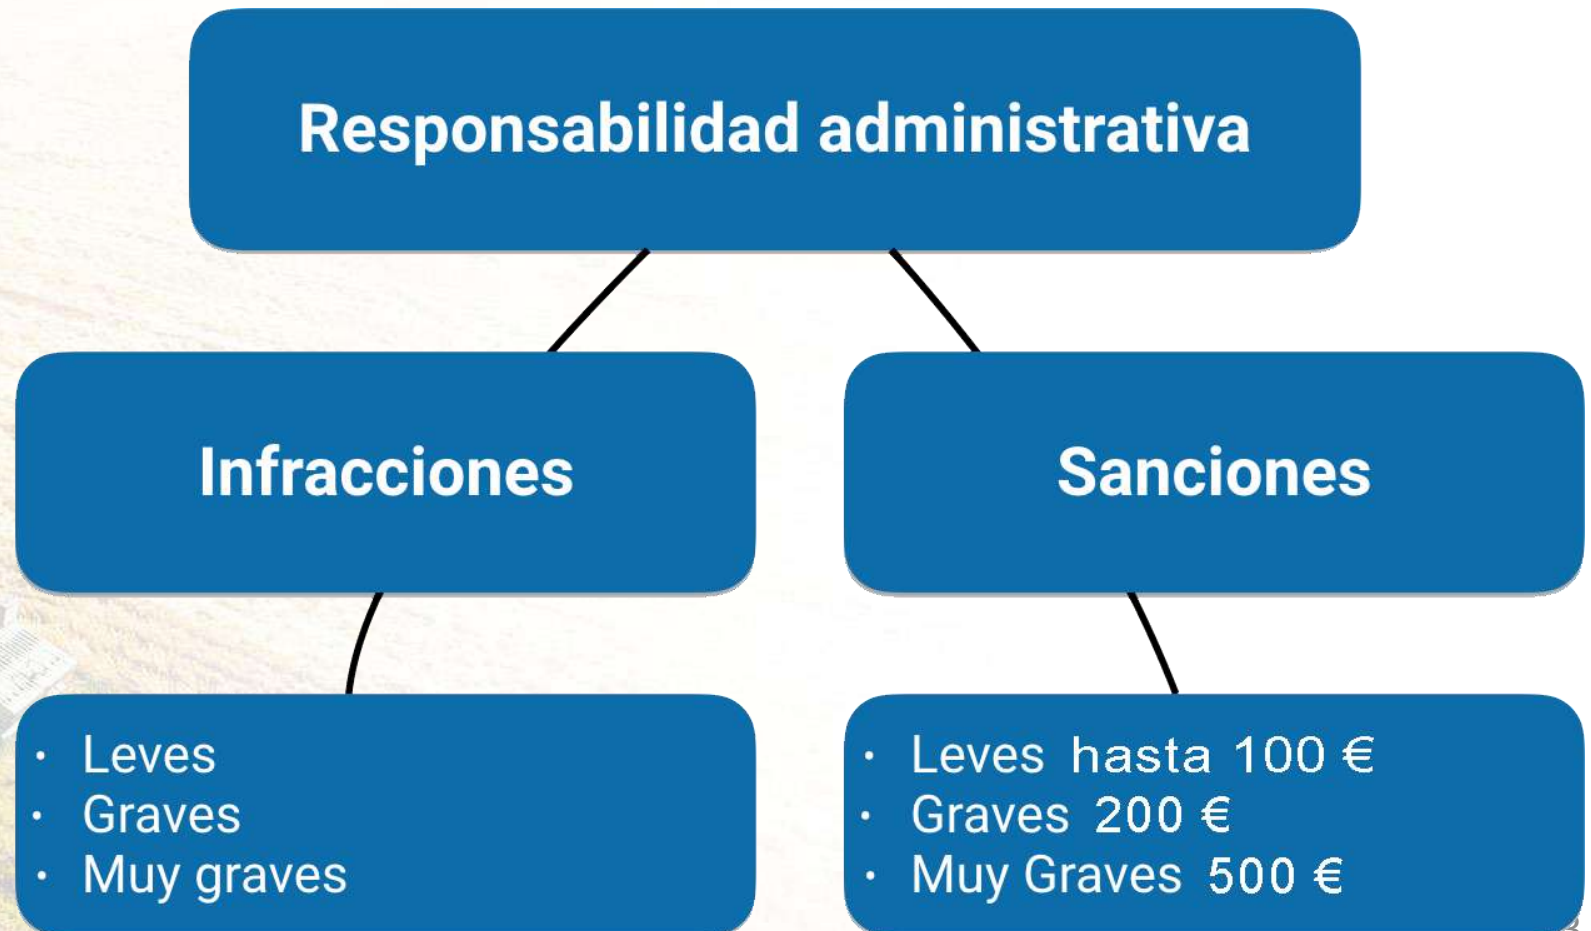 Responsabilidad administrativa
Infracciones
Sanciones
· Leves
· Graves
· Muy graves
· Leves hasta 100 €
· Graves 200 €
· Muy Graves 500 €